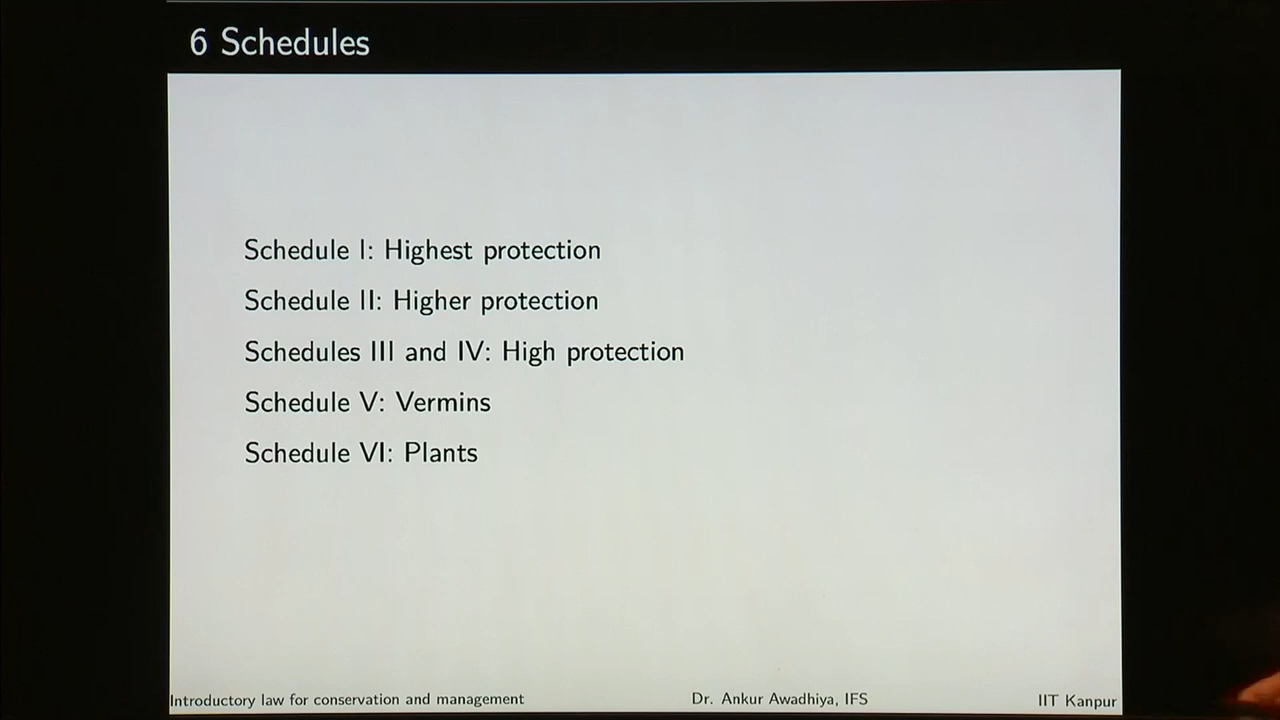 6 Schedules
Schedule I: Highest protection
Schedule II: Higher protection
Schedules III and IV: High protection
Schedule V: Vermins
Schedule VI: Plants
Introductory law for conservation and management Dr. Ankur Awadhiya, IFS IIT Kanpur